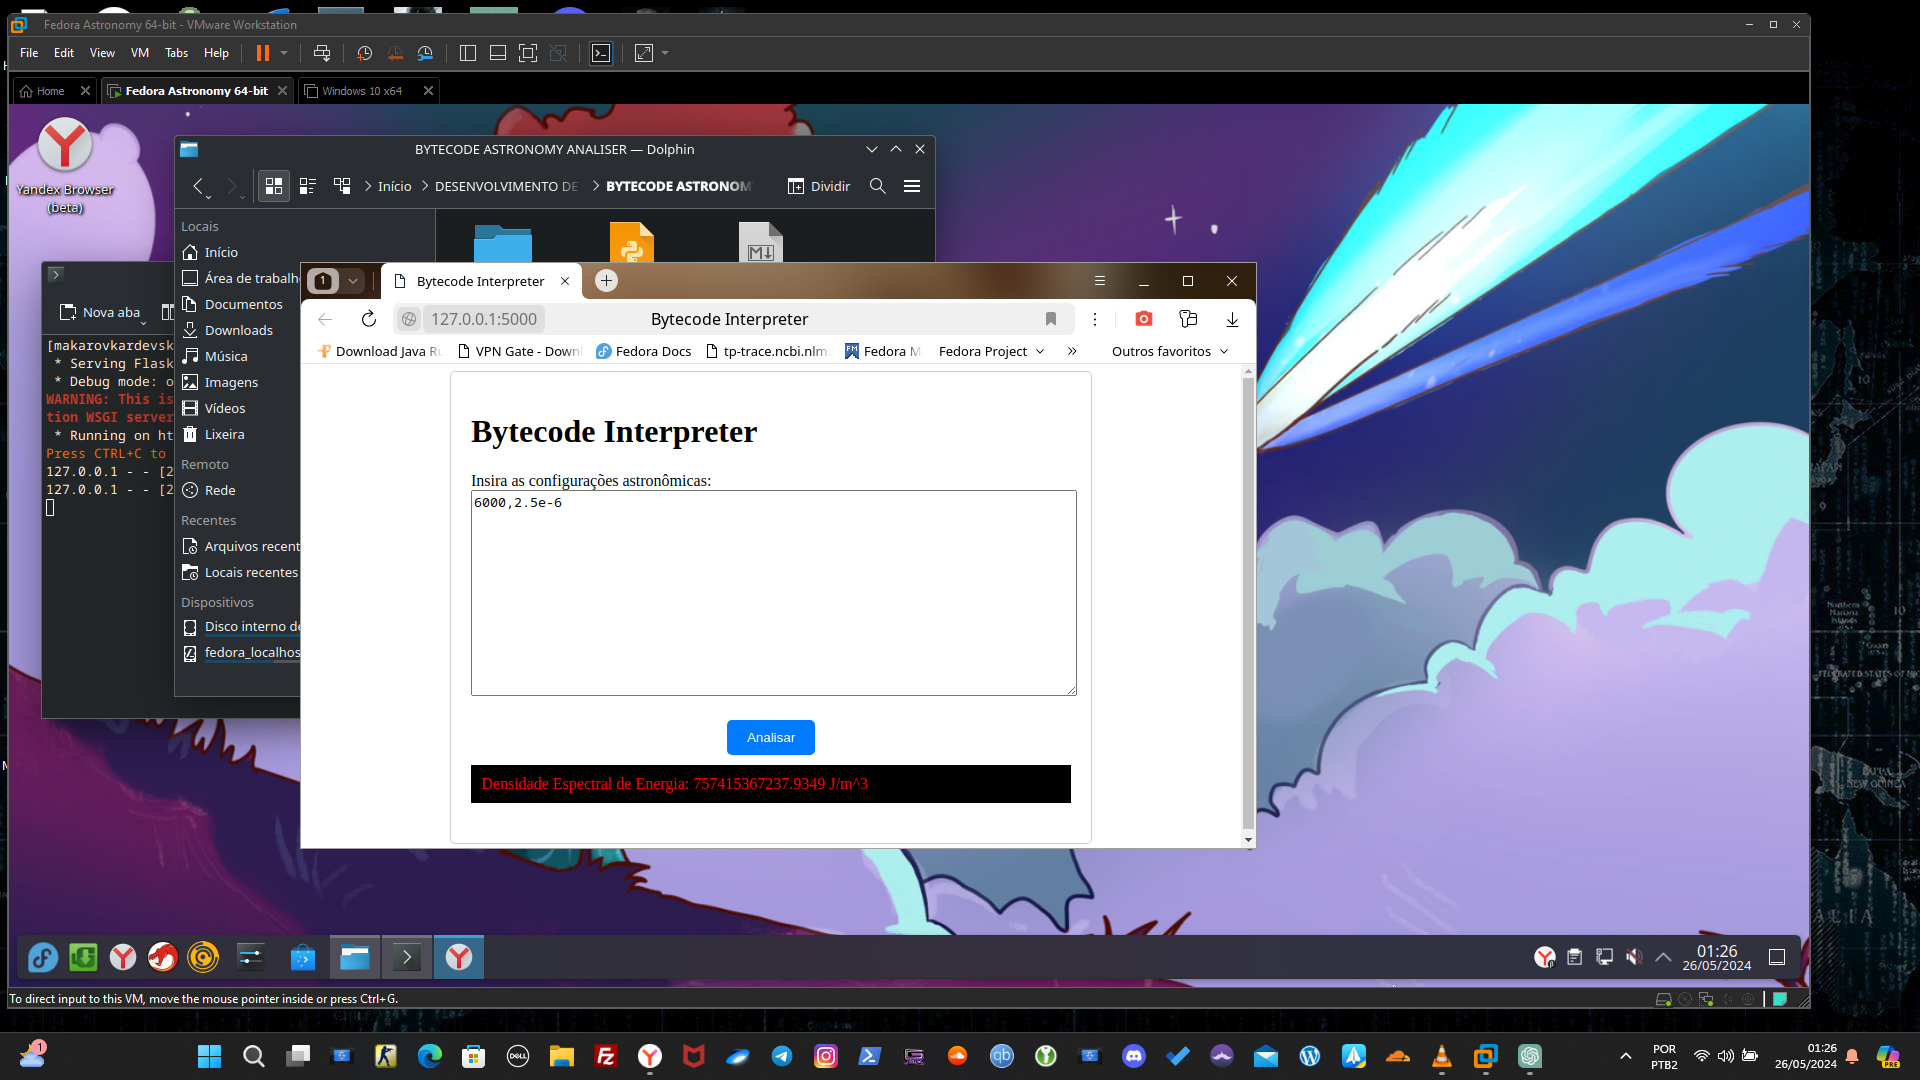 Fedora Astronomy 64-bit - VMware Workstation
File Edit View VM Tabs Help
Home
Fedora Astronomy 64-bit
Windows 10 x64
Yandex Browser
(beta)
BYTECODE ASTRONOMY ANALISER — Dolphin
Início
DESENVOLVIMENTO DE
BYTECODE ASTRONOM
Dividir
Locais
Início
Área de trabalh
Documentos
Downloads
Música
Imagens
Vídeos
Lixeira
Remoto
Rede
Recentes
Arquivos recent
Locais recentes
Dispositivos
Disco interno de
fedora_localhos
Nova aba
[makarovkardevsk
* Serving Flask
* Debug mode: o
WARNING: This is
tion WSGI server
* Running on ht
Press CTRL+C to
127.0.0.1 - - [2
127.0.0.1 - - [2
1
Bytecode Interpreter
127.0.0.1:5000
Bytecode Interpreter
Download Java Ru
VPN Gate - Down
Fedora Docs
tp-trace.ncbi.nlm.
Fedora M
Fedora Project
Outros favoritos
Bytecode Interpreter
Insira as configurações astronômicas:
6000,2.5e-6
Analisar
Densidade Espectral de Energia: 757415367237.9349 J/m^3
01:26
26/05/2024
To direct input to this VM, move the mouse pointer inside or press Ctrl+G.
1
DELL
POR
PTB2
01:26
26/05/2024
PRE